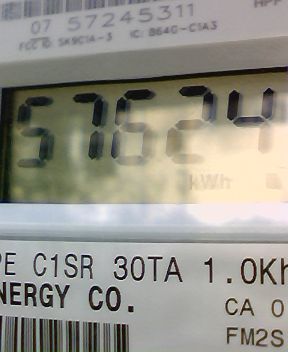 07 57245311
FCC ID: SK9C1A-3 IC: 864G-C1A3
57624
kWh
PE C1SR 30TA 1.0Kh
NERGY CO.
CA 0
FM2S